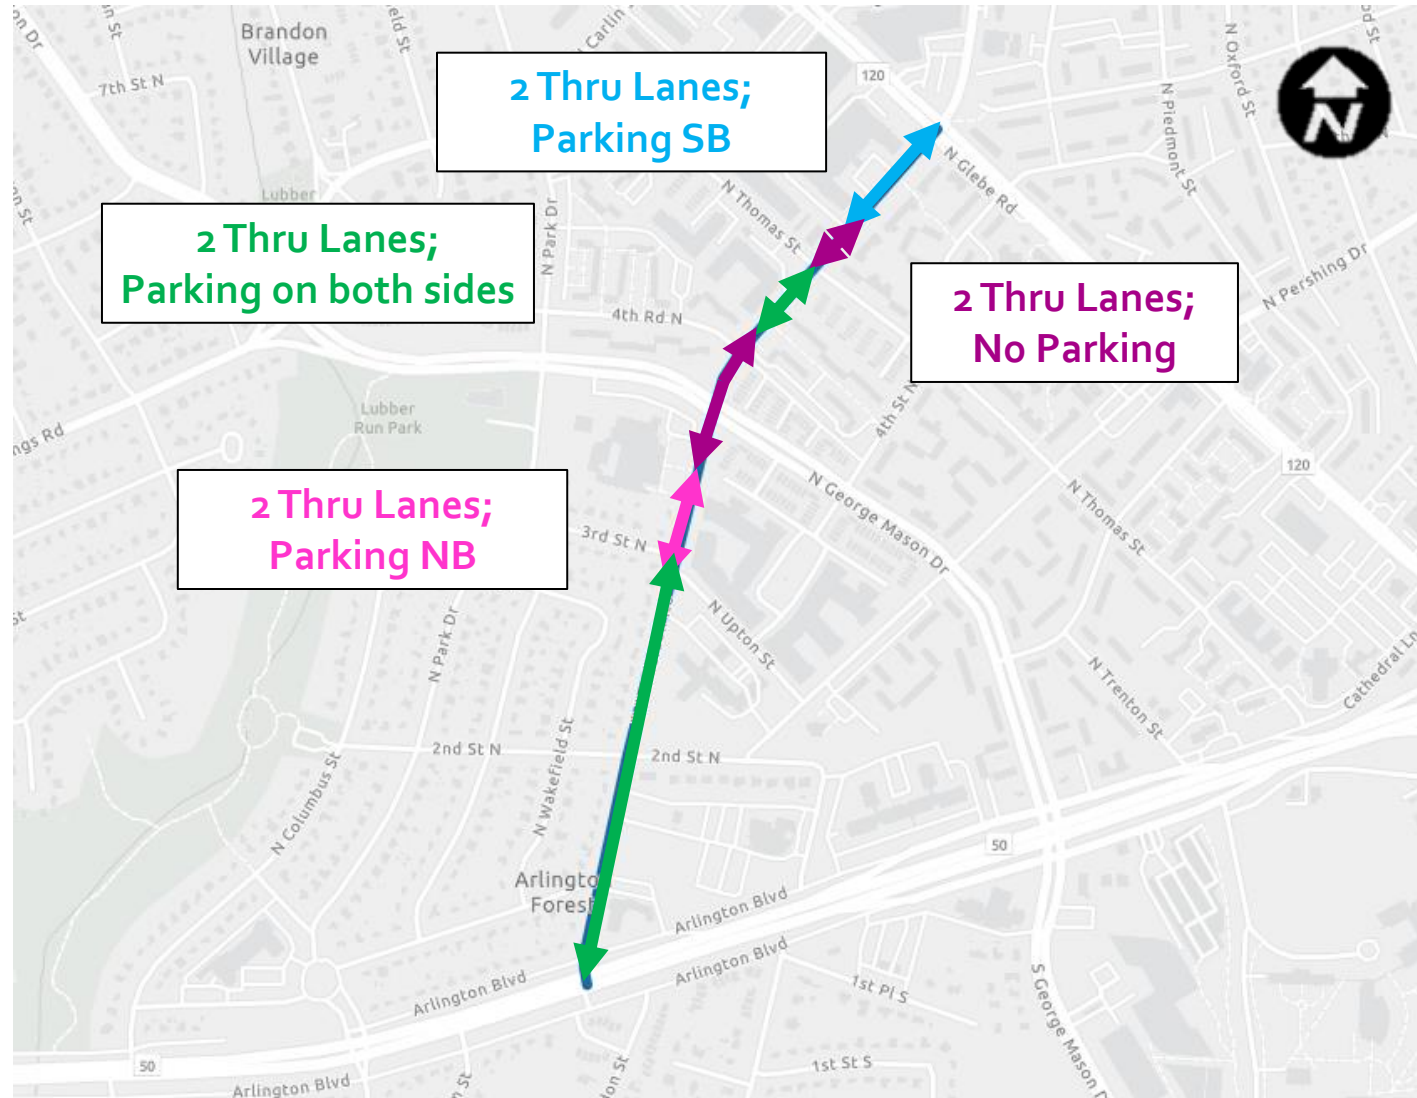 Brandon
Village
7th St N
N Carlin
120
N Oxford St
N Piedmont St
N
2 Thru Lanes;
Parking SB
N Glebe Rd
Lubber
N Thomas St
N Park Dr
2 Thru Lanes;
Parking on both sides
2 Thru Lanes;
No Parking
N Pershing Dr
4th Rd N
4th St N
Lubber
Run Park
120
2 Thru Lanes;
Parking NB
N George Mason Dr
N Thomas St
3rd St N
N Upton St
N Park Dr
N Trenton St
Cathedral Ln
N Wakefield St
2nd St N
2nd St N
N Columbus St
50
Arlingto
Forest
Arlington Blvd
Arlington Blvd
Arlington Blvd
1st Pl S
S George Mason D
50
1st St S
Arlington Blvd